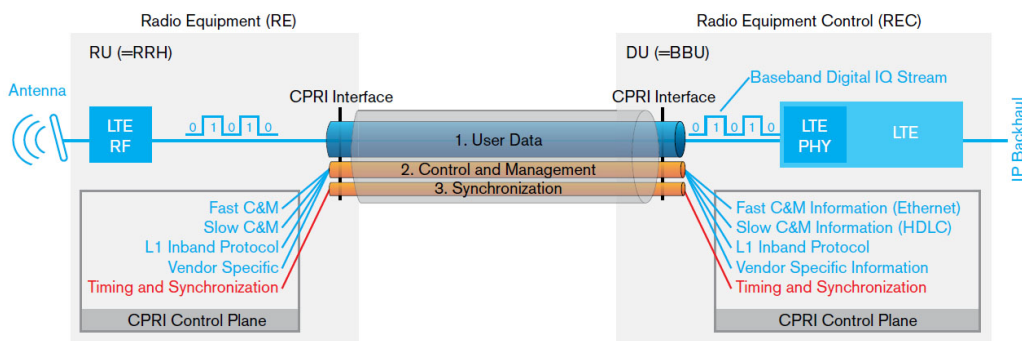 Radio Equipment (RE)
Radio Equipment Control (REC)
RU (=RRH)
DU (=BBU)
Baseband Digital IQ Stream
Antenna
CPRI Interface
CPRI Interface
LTE
RF
0 1 0 1 0
1. User Data
0 1 0 1 0
LTE
PHY
LTE
IP Backhaul
2. Control and Management
3. Synchronization
Fast C&M
Slow C&M
L1 Inband Protocol
Vendor Specific
Timing and Synchronization
CPRI Control Plane
Fast C&M Information (Ethernet)
Slow C&M Information (HDLC)
L1 Inband Protocol
Vendor Specific Information
Timing and Synchronization
CPRI Control Plane